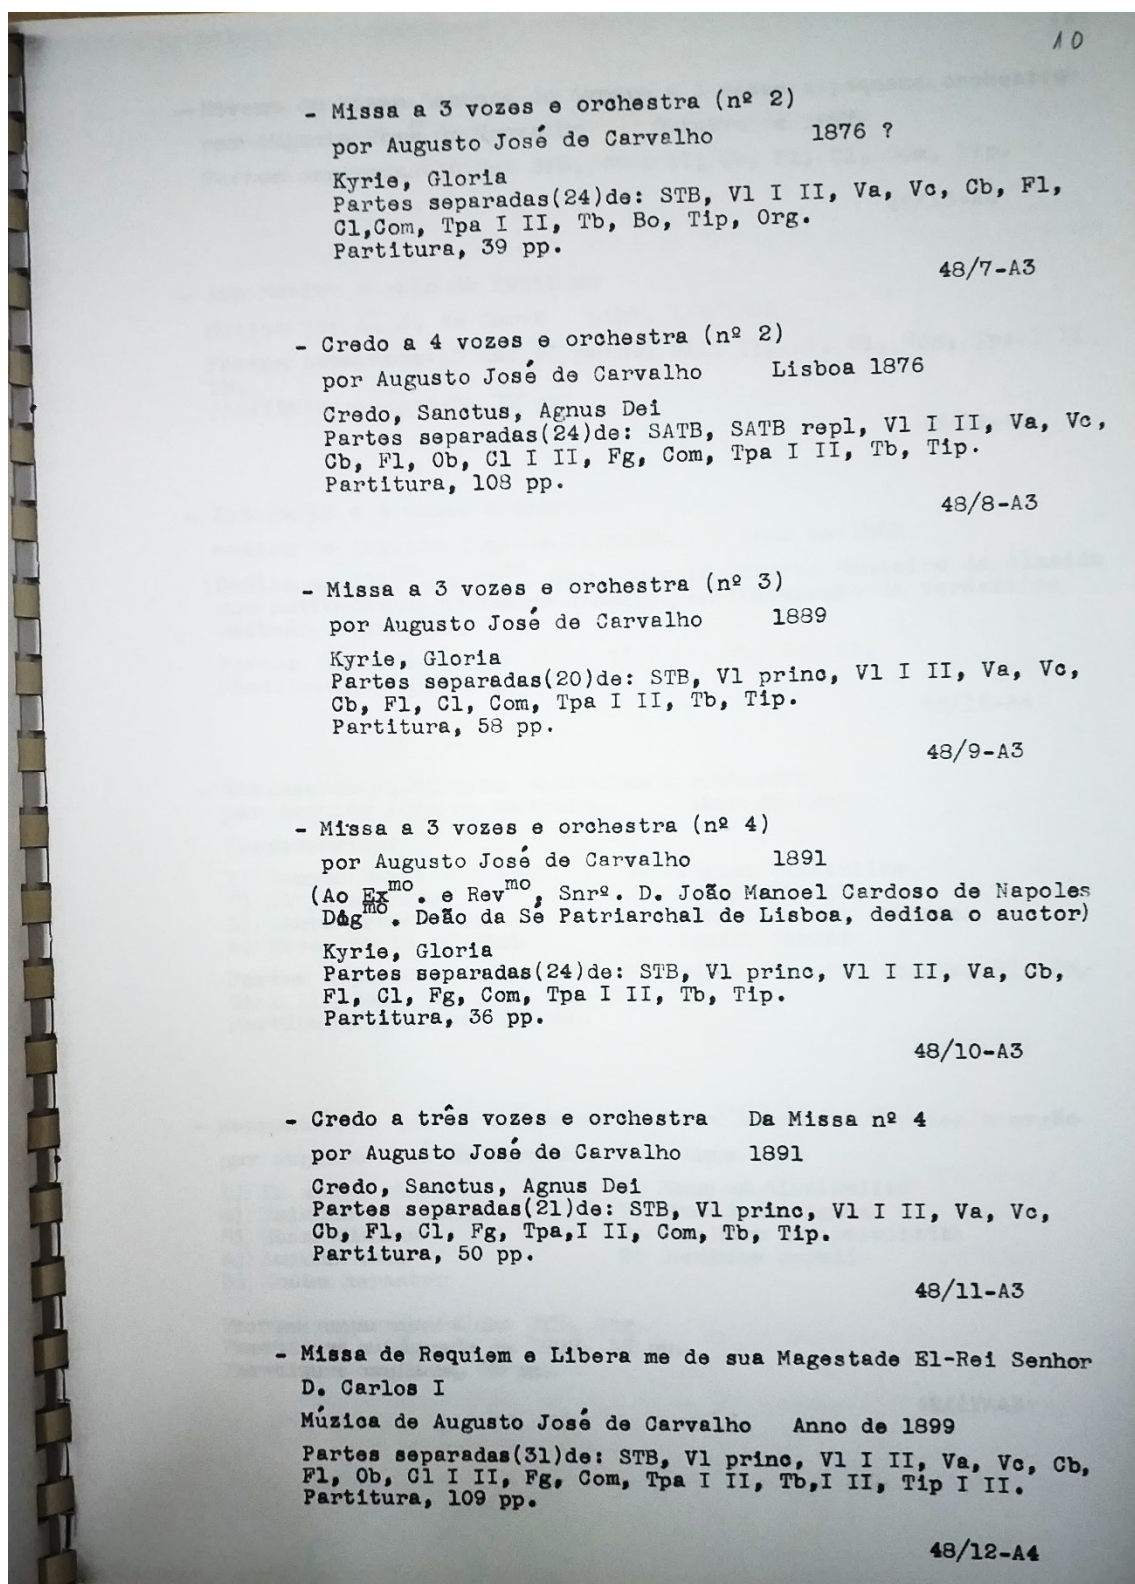 10
- Missa a 3 vozes e orchestra (nº 2)
por Augusto José de Carvalho 1876 ?
Kyrie, Gloria
Partes separadas(24)de: STB, Vl I II, Va, Vc, Cb, Fl,
Cl,Com, Tpa I II, Tb, Bo, Tip, Org.
Partitura, 39 pp.
48/7-A3
- Credo a 4 vozes e orchestra (nº 2)
por Augusto José de Carvalho Lisboa 1876
Credo, Sanctus, Agnus Dei
Partes separadas(24)de: SATB, SATB repl, Vl I II, Va, Vc,
Cb, Fl, Ob, Cl I II, Fg, Com, Tpa I II, Tb, Tip.
Partitura, 108 pp.
48/8-A3
- Missa a 3 vozes e orchestra (nº 3)
por Augusto José de Carvalho 1889
Kyrie, Gloria
Partes separadas(20)de: STB, Vl princ, Vl I II, Va, Vc,
Cb, Fl, Cl, Com, Tpa I II, Tb, Tip.
Partitura, 58 pp.
48/9-A3
- Missa a 3 vozes e orchestra (nº 4)
por Augusto José de Carvalho 1891
(Ao Exmo. e Revmo, Snrº. D. João Manoel Cardoso de Napoles
Digmo. Deão da Sé Patriarchal de Lisboa, dedica o auctor)
Kyrie, Gloria
Partes separadas(24)de: STB, Vl princ, Vl I II, Va, Cb,
Fl, Cl, Fg, Com, Tpa I II, Tb, Tip.
Partitura, 36 pp.
48/10-A3
- Credo a três vozes e orchestra Da Missa nº 4
por Augusto José de Carvalho 1891
Credo, Sanctus, Agnus Dei
Partes separadas(21)de: STB, Vl princ, Vl I II, Va, Vc,
Cb, Fl, Cl, Fg, Tpa,I II, Com, Tb, Tip.
Partitura, 50 pp.
48/11-A3
- Missa de Requiem e Libera me de sua Magestade El-Rei Senhor
D. Carlos I
Múzica de Augusto José de Carvalho Anno de 1899
Partes separadas(31)de: STB, Vl princ, Vl I II, Va, Vc, Cb,
Fl, Ob, Cl I II, Fg, Com, Tpa I II, Tb,I II, Tip I II.
Partitura, 109 pp.
48/12-A4